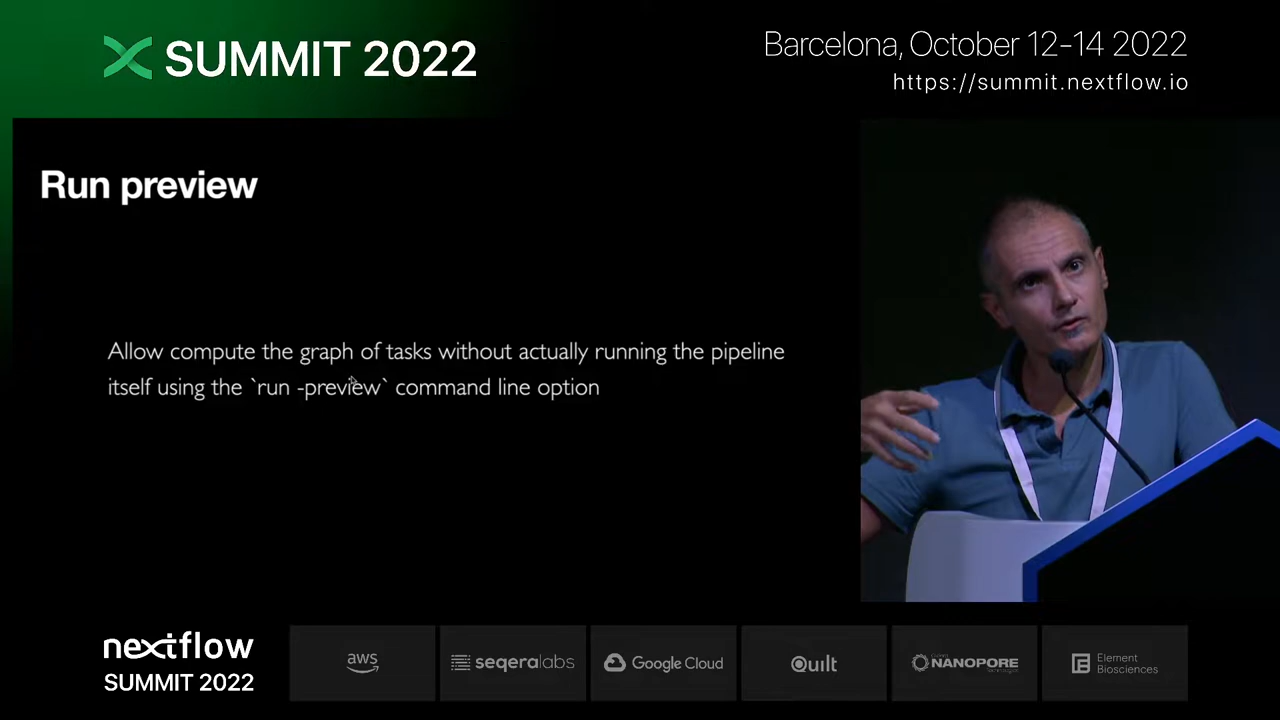 SUMMIT 2022
Barcelona, October 12-14 2022
https://summit.nextflow.io
Run preview
Allow compute the graph of tasks without actually running the pipeline
itself using the `run -preview` command line option
nextflow
SUMMIT 2022
aws
seqeralabs
Google Cloud
Quilt
NANOPORE
Element
Biosciences